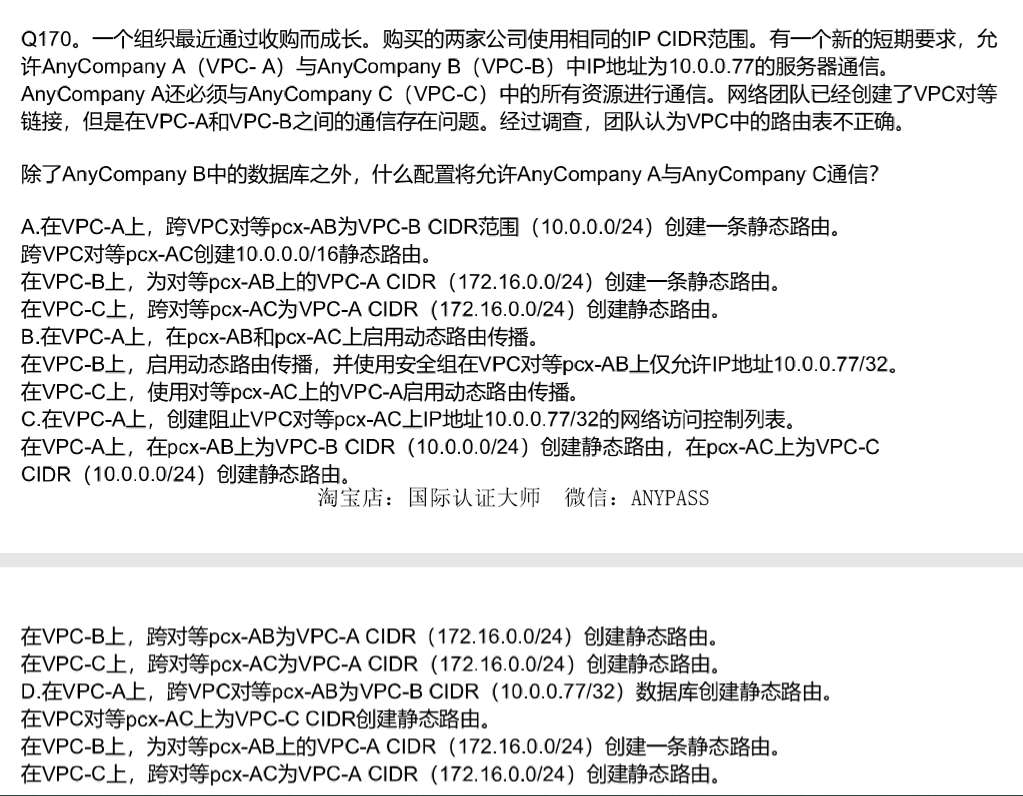 Q170。一个组织最近通过收购而成长。购买的两家公司使用相同的IP CIDR范围。有一个新的短期要求，允
许AnyCompany A（VPC- A）与AnyCompany B（VPC-B）中IP地址为10.0.0.77的服务器通信。
AnyCompany A还必须与AnyCompany C（VPC-C）中的所有资源进行通信。网络团队已经创建了VPC对等
链接，但是在VPC-A和VPC-B之间的通信存在问题。经过调查，团队认为VPC中的路由表不正确。
除了AnyCompany B中的数据库之外，什么配置将允许AnyCompany A与AnyCompany C通信？
A.在VPC-A上，跨VPC对等pcx-AB为VPC-B CIDR范围（10.0.0.0/24）创建一条静态路由。
跨VPC对等pcx-AC创建10.0.0.0/16静态路由。
在VPC-B上，为对等pcx-AB上的VPC-A CIDR（172.16.0.0/24）创建一条静态路由。
在VPC-C上，跨对等pcx-AC为VPC-A CIDR（172.16.0.0/24）创建静态路由。
B.在VPC-A上，在pcx-AB和pcx-AC上启用动态路由传播。
在VPC-B上，启用动态路由传播，并使用安全组在VPC对等pcx-AB上仅允许IP地址10.0.0.77/32。
在VPC-C上，使用对等pcx-AC上的VPC-A启用动态路由传播。
C.在VPC-A上，创建阻止VPC对等pcx-AC上IP地址10.0.0.77/32的网络访问控制列表。
在VPC-A上，在pcx-AB上为VPC-B CIDR（10.0.0.0/24）创建静态路由，在pcx-AC上为VPC-C
CIDR（10.0.0.0/24）创建静态路由。
淘宝店：国际认证大师 微信：ANYPASS
在VPC-B上，跨对等pcx-AB为VPC-A CIDR（172.16.0.0/24）创建静态路由。
在VPC-C上，跨对等pcx-AC为VPC-A CIDR（172.16.0.0/24）创建静态路由。
D.在VPC-A上，跨VPC对等pcx-AB为VPC-B CIDR（10.0.0.77/32）数据库创建静态路由。
在VPC对等pcx-AC上为VPC-C CIDR创建静态路由。
在VPC-B上，为对等pcx-AB上的VPC-A CIDR（172.16.0.0/24）创建一条静态路由。
在VPC-C上，跨对等pcx-AC为VPC-A CIDR（172.16.0.0/24）创建静态路由。